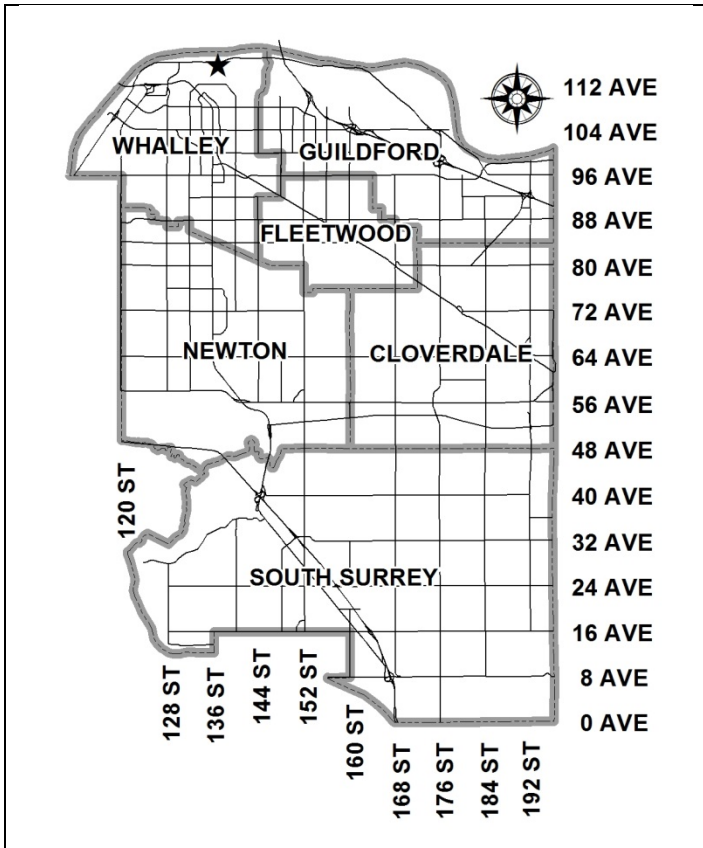 112 AVE
104 AVE
WHALLEY
GUILDFORD
96 AVE
88 AVE
FLEETWOOD
80 AVE
72 AVE
NEWTON
CLOVERDALE
64 AVE
56 AVE
48 AVE
120 ST
40 AVE
32 AVE
SOUTH SURREY
24 AVE
16 AVE
8 AVE
0 AVE
128 ST
136 ST
144 ST
152 ST
160 ST
168 ST
176 ST
184 ST
192 ST